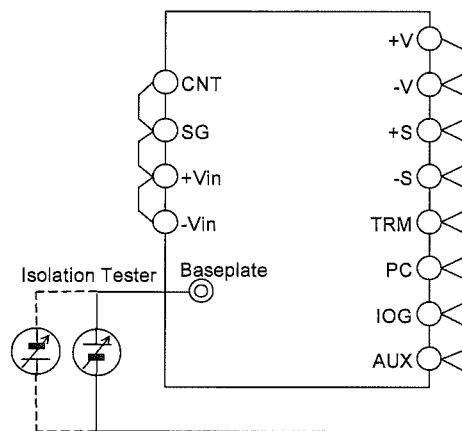 +V
CNT
-V
SG
+S
+Vin
-S
-Vin
TRM
Isolation Tester
Baseplate
PC
IOG
AUX